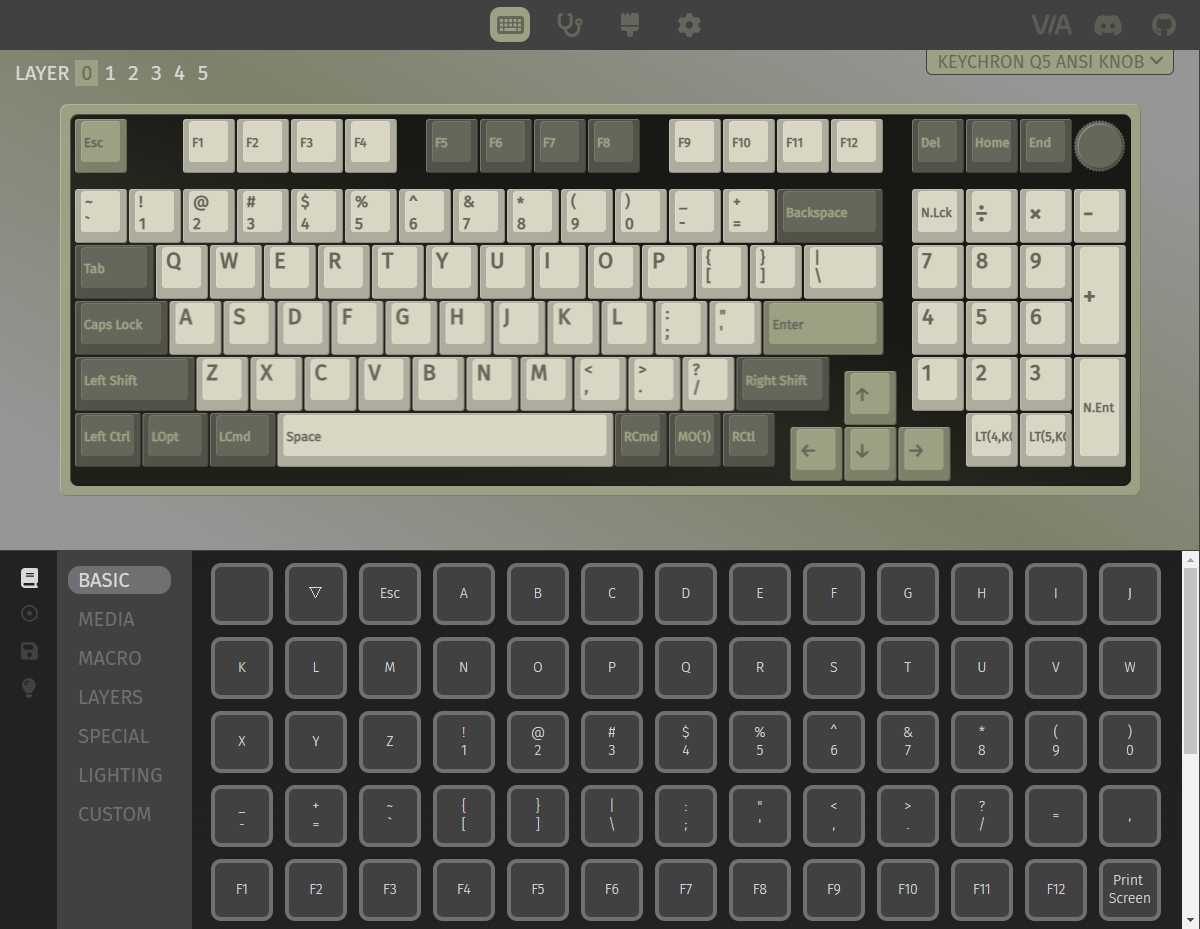 VIA
LAYER 0 1 2 3 4 5
KEYCHRON Q5 ANSI KNOB
Esc F1 F2 F3 F4 F5 F6 F7 F8 F9 F10 F11 F12 Del Home End
~ ! @ # $ % ^ & * ( ) _ +
` 1 2 3 4 5 6 7 8 9 0 - = Backspace N.Lck ÷ × -
Tab Q W E R T Y U I O P { } | 7 8 9 +
[ ] \
Caps Lock A S D F G H J K L : " Enter 4 5 6
; '
Left Shift Z X C V B N M < > ? Right Shift ↑ 1 2 3 N.Ent
, . /
Left Ctrl LOpt LCmd Space RCmd MO(1) RCtl ← ↓ → LT(4,KC LT(5,KC
BASIC
MEDIA
MACRO
LAYERS
SPECIAL
LIGHTING
CUSTOM
▽ Esc A B C D E F G H I J
K L M N O P Q R S T U V W
X Y Z ! @ # $ % ^ & * ( )
1 2 3 4 5 6 7 8 9 0
_ + ~ { } | : " < > ? = ,
- = ` [ ] \ ; ' , . /
F1 F2 F3 F4 F5 F6 F7 F8 F9 F10 F11 F12 Print
Screen